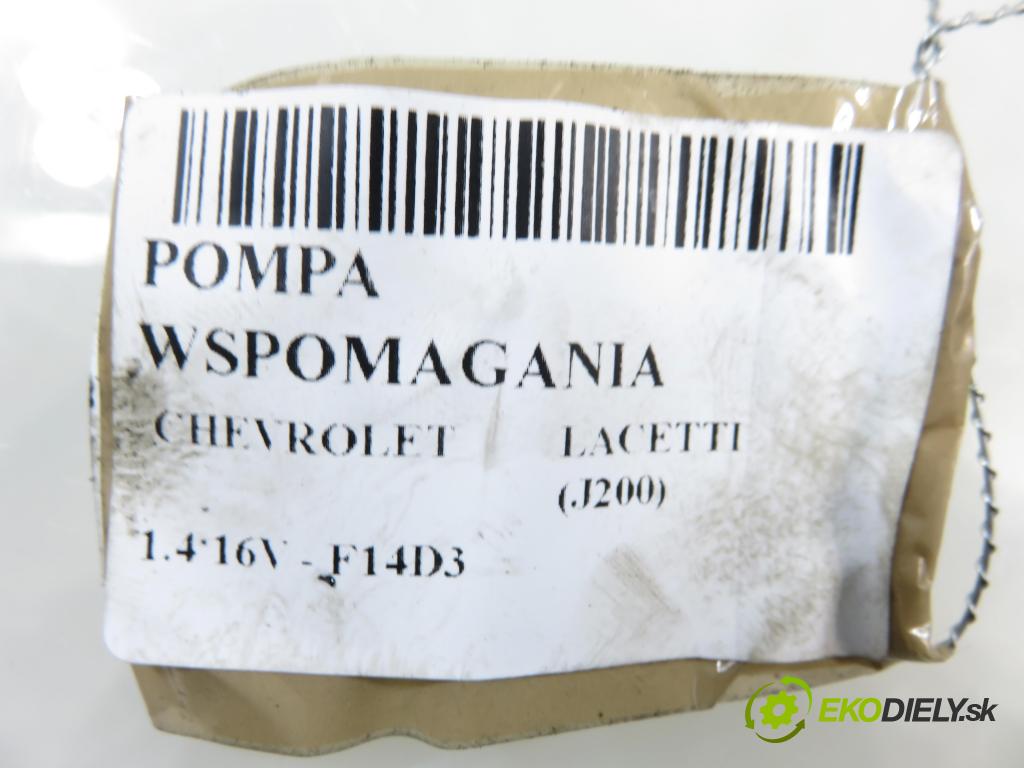 POMPA
WSPOMAGANIA
CHEVROLET LACETTI
(J200)
1.4 16V - F14D3
EKODIELY.sk